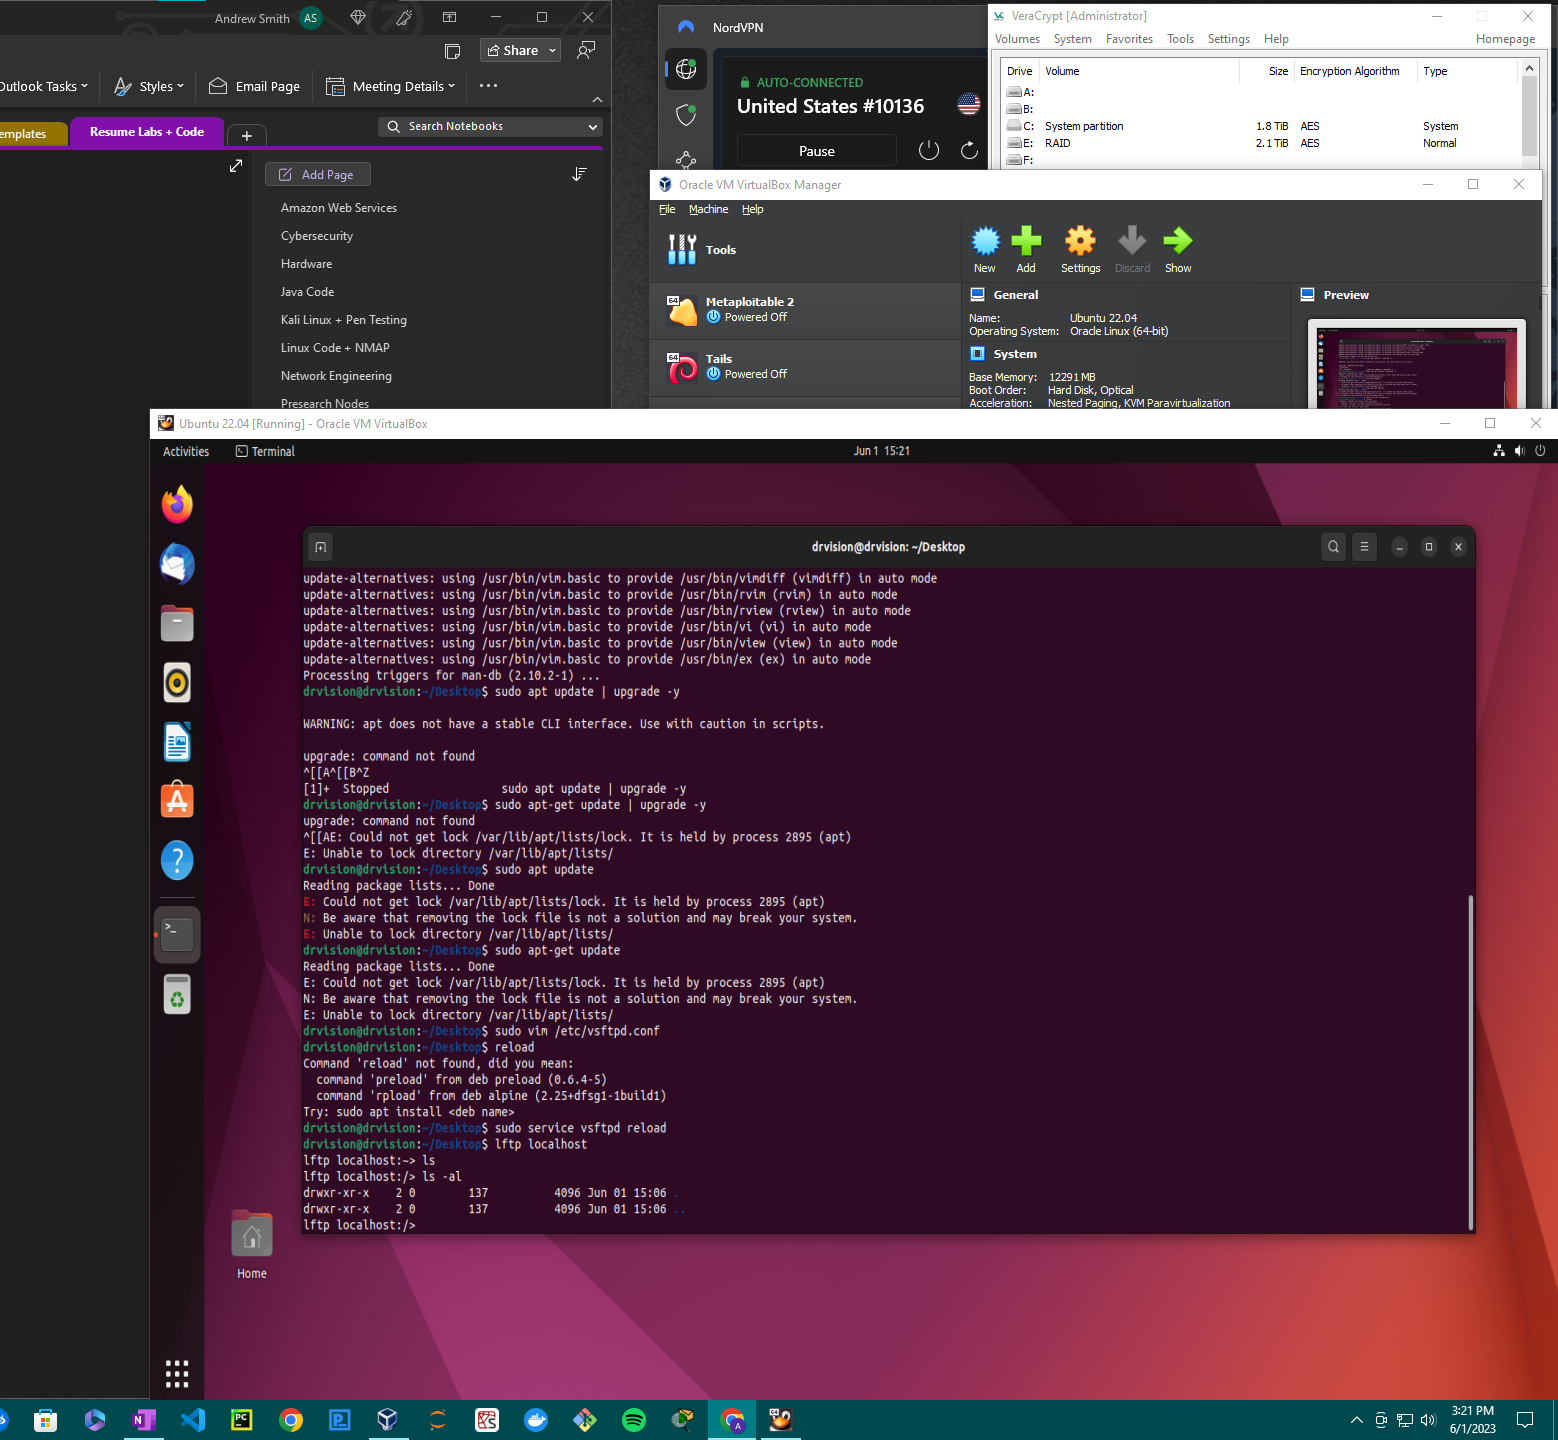 Andrew Smith AS
Share
Outlook Tasks
Styles
Email Page
Meeting Details
emplates
Resume Labs + Code
+
Search Notebooks
Add Page
Amazon Web Services
Cybersecurity
Hardware
Java Code
Kali Linux + Pen Testing
Linux Code + NMAP
Network Engineering
Presearch Nodes
NordVPN
AUTO-CONNECTED
United States #10136
Pause
VeraCrypt [Administrator]
Volumes System Favorites Tools Settings Help Homepage
Drive Volume Size Encryption Algorithm Type
A:
B:
C: System partition 1.8 TiB AES System
E: RAID 2.1 TiB AES Normal
F:
Oracle VM VirtualBox Manager
File Machine Help
Tools
New Add Settings Discard Show
64 Metaploitable 2
Powered Off
64 Tails
Powered Off
General
Name: Ubuntu 22.04
Operating System: Oracle Linux (64-bit)
System
Base Memory: 12291 MB
Boot Order: Hard Disk, Optical
Acceleration: Nested Paging, KVM Paravirtualization
Preview
Ubuntu 22.04 [Running] - Oracle VM VirtualBox
Activities Terminal Jun 1 15:21
drvision@drvision: ~/Desktop
update-alternatives: using /usr/bin/vim.basic to provide /usr/bin/vimdiff (vimdiff) in auto mode
update-alternatives: using /usr/bin/vim.basic to provide /usr/bin/rvim (rvim) in auto mode
update-alternatives: using /usr/bin/vim.basic to provide /usr/bin/rview (rview) in auto mode
update-alternatives: using /usr/bin/vim.basic to provide /usr/bin/vi (vi) in auto mode
update-alternatives: using /usr/bin/vim.basic to provide /usr/bin/view (view) in auto mode
update-alternatives: using /usr/bin/vim.basic to provide /usr/bin/ex (ex) in auto mode
Processing triggers for man-db (2.10.2-1) ...
drvision@drvision:~/Desktop$ sudo apt update | upgrade -y
WARNING: apt does not have a stable CLI interface. Use with caution in scripts.
upgrade: command not found
^[[A^[[B^Z
[1]+  Stopped                 sudo apt update | upgrade -y
drvision@drvision:~/Desktop$ sudo apt-get update | upgrade -y
upgrade: command not found
^[[AE: Could not get lock /var/lib/apt/lists/lock. It is held by process 2895 (apt)
E: Unable to lock directory /var/lib/apt/lists/
drvision@drvision:~/Desktop$ sudo apt update
Reading package lists... Done
E: Could not get lock /var/lib/apt/lists/lock. It is held by process 2895 (apt)
N: Be aware that removing the lock file is not a solution and may break your system.
E: Unable to lock directory /var/lib/apt/lists/
drvision@drvision:~/Desktop$ sudo apt-get update
Reading package lists... Done
E: Could not get lock /var/lib/apt/lists/lock. It is held by process 2895 (apt)
N: Be aware that removing the lock file is not a solution and may break your system.
E: Unable to lock directory /var/lib/apt/lists/
drvision@drvision:~/Desktop$ sudo vim /etc/vsftpd.conf
drvision@drvision:~/Desktop$ reload
Command 'reload' not found, did you mean:
  command 'preload' from deb preload (0.6.4-5)
  command 'rpload' from deb alpine (2.25+dfsg1-1build1)
Try: sudo apt install <deb name>
drvision@drvision:~/Desktop$ sudo service vsftpd reload
drvision@drvision:~/Desktop$ lftp localhost
lftp localhost:~> ls
lftp localhost:/> ls -al
drwxr-xr-x    2 0        137          4096 Jun 01 15:06 .
drwxr-xr-x    2 0        137          4096 Jun 01 15:06 ..
lftp localhost:/>
Home
3:21 PM
6/1/2023